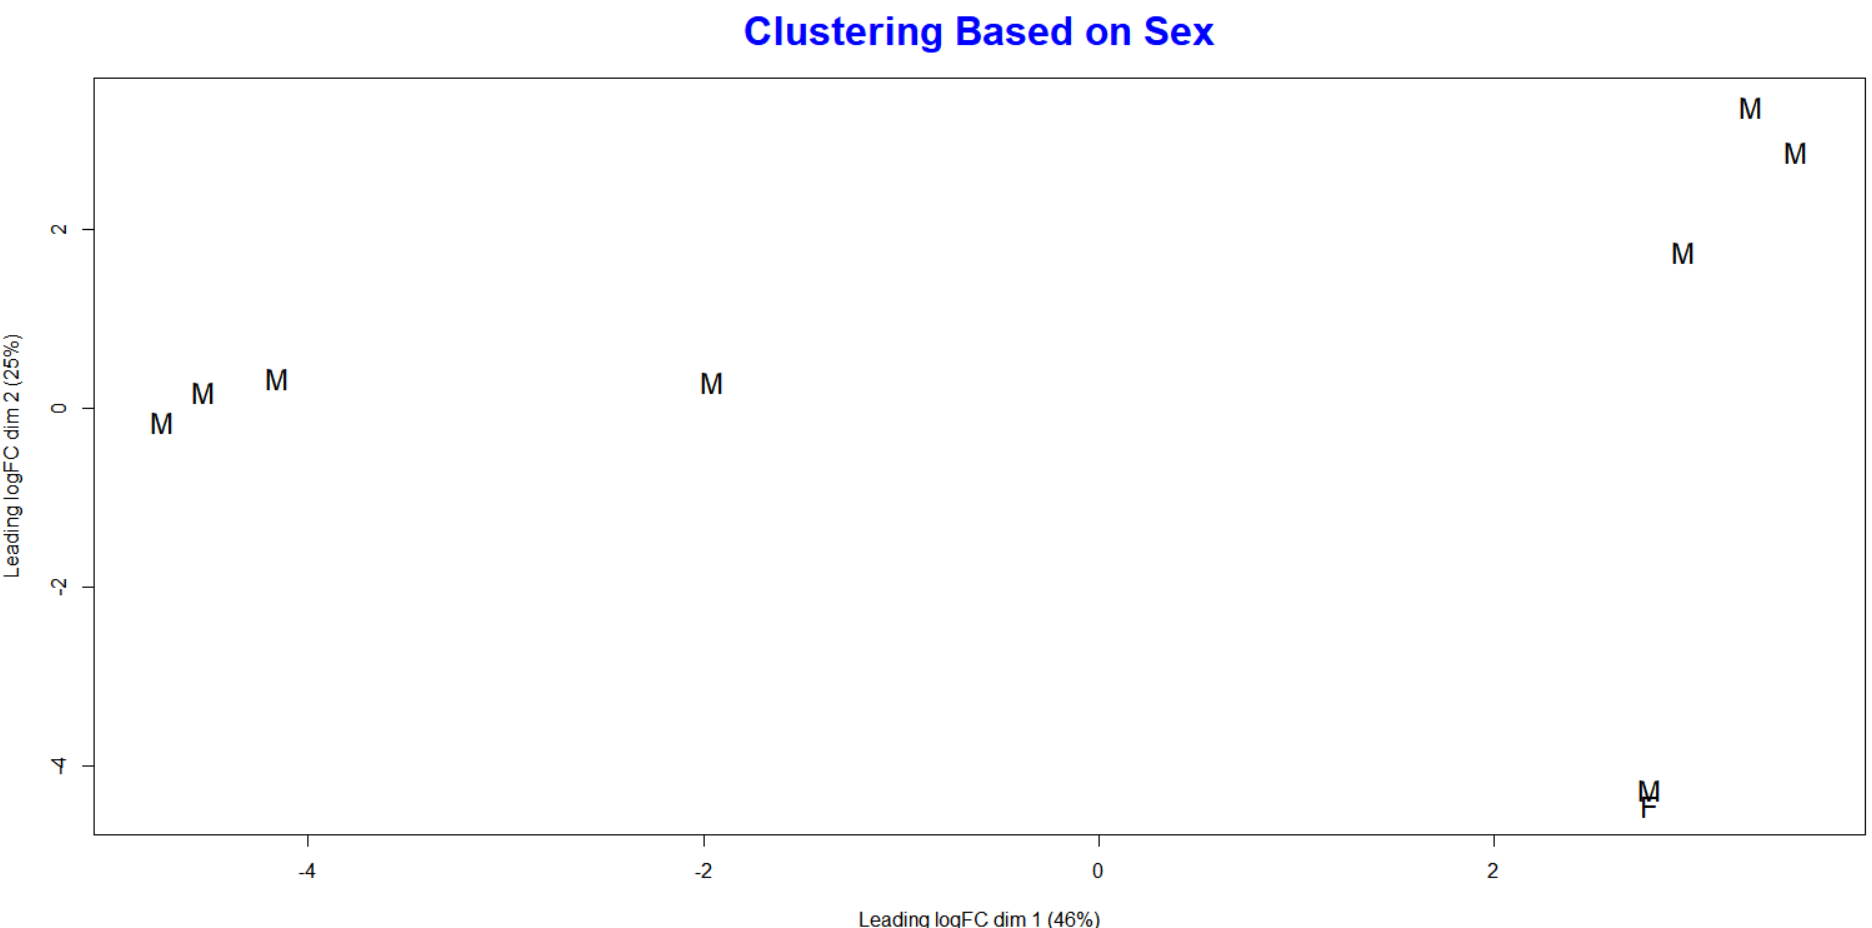 Clustering Based on Sex
M
M
2
M
Leading logFC dim 2 (25%)
0
M
M
M
M
-2
-4
M
F
-4
-2
0
2
Leading logFC dim 1 (46%)